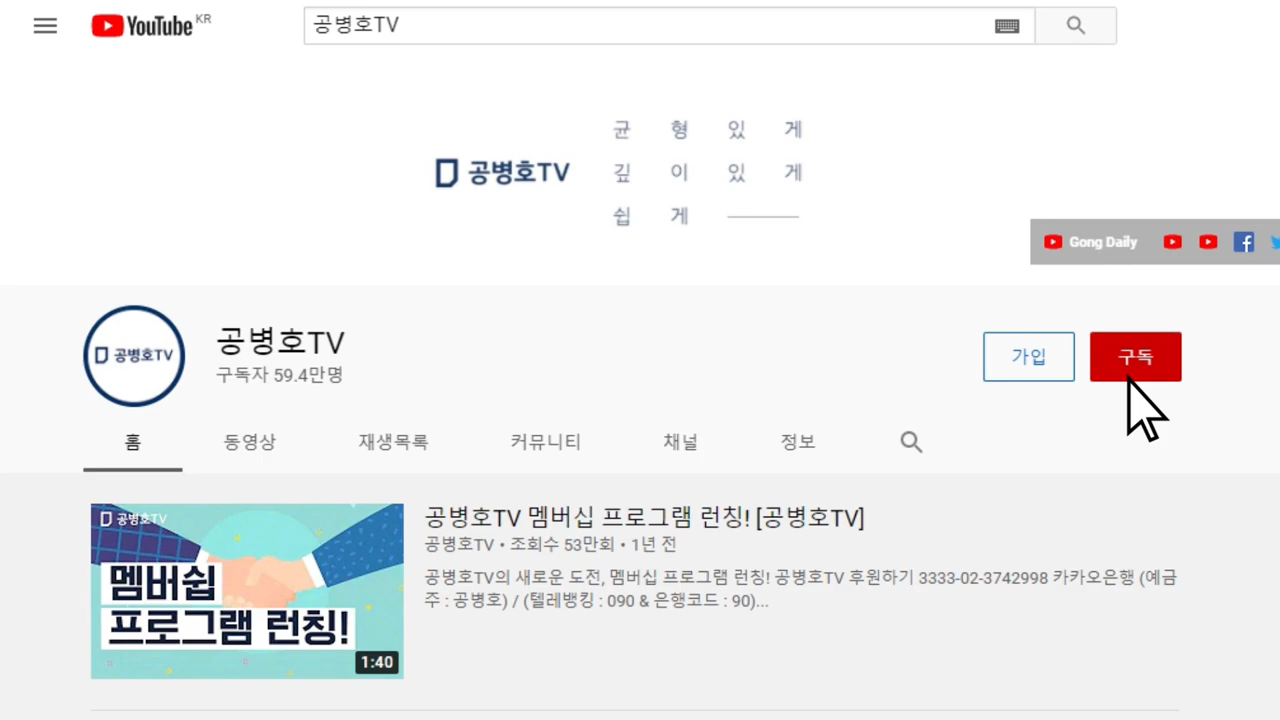 YouTube KR
공병호TV
공병호TV
균형있게
깊이있게
쉽게
Gong Daily
공병호TV
공병호TV
구독자 59.4만명
가입
구독
홈
동영상
재생목록
커뮤니티
채널
정보
공병호TV
멤버쉽
프로그램 런칭!
1:40
공병호TV 멤버십 프로그램 런칭! [공병호TV]
공병호TV • 조회수 53만회 • 1년 전
공병호TV의 새로운 도전, 멤버십 프로그램 런칭! 공병호TV 후원하기 3333-02-3742998 카카오은행 (예금
주 : 공병호) / (텔레뱅킹 : 090 & 은행코드 : 90)...